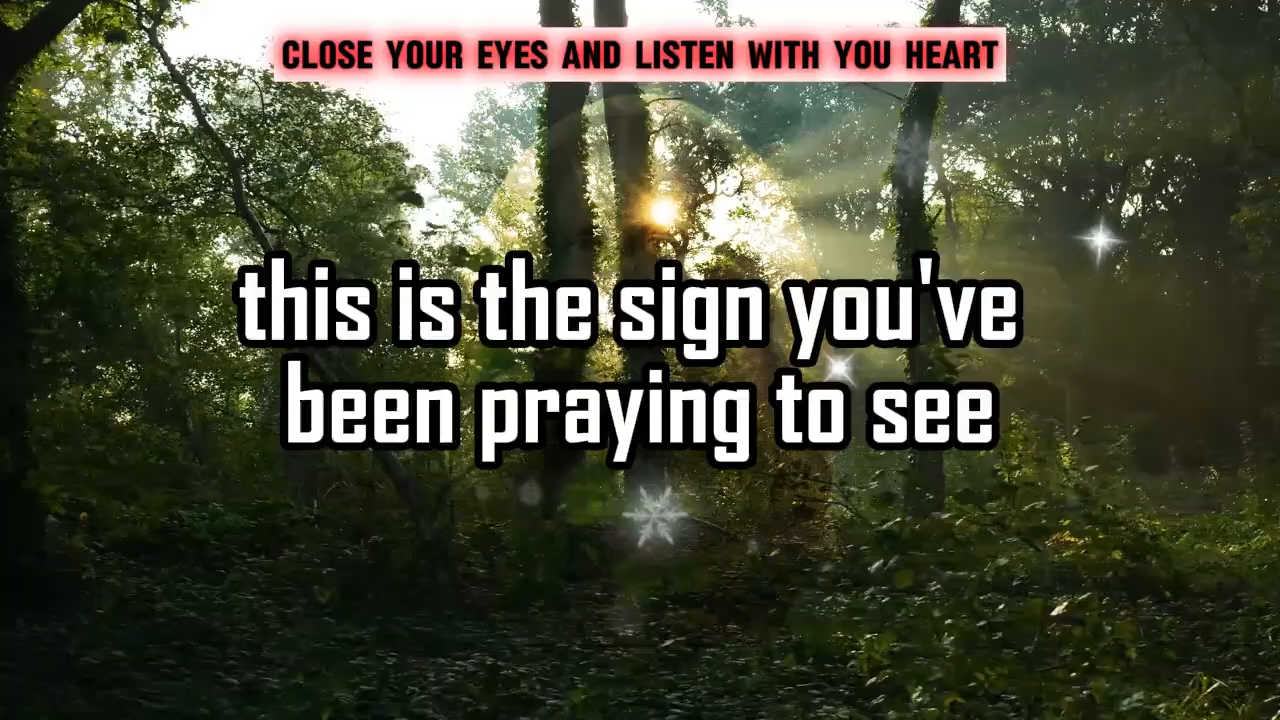 CLOSE YOUR EYES AND LISTEN WITH YOU HEART
this is the sign you've
been praying to see